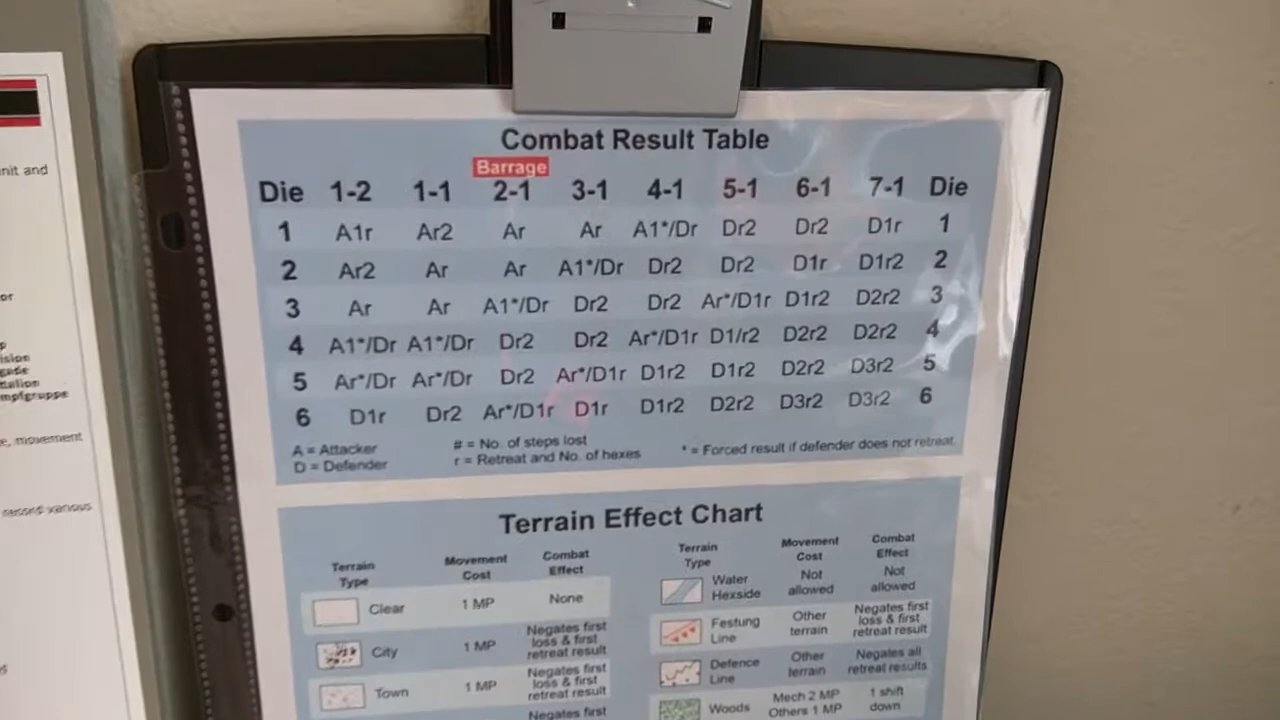 nit and
or
P
ision
gade
ttalion
mpfgruppe
e, movement
record various
Combat Result Table
Barrage
Die 1-2 1-1 2-1 3-1 4-1 5-1 6-1 7-1 Die
1 A1r Ar2 Ar Ar A1*/Dr Dr2 Dr2 D1r 1
2 Ar2 Ar Ar A1*/Dr Dr2 Dr2 D1r D1r2 2
3 Ar Ar A1*/Dr Dr2 Dr2 Ar*/D1r D1r2 D2r2 3
4 A1*/Dr A1*/Dr Dr2 Dr2 Ar*/D1r D1/r2 D2r2 D2r2 4
5 Ar*/Dr Ar*/Dr Dr2 Ar*/D1r D1r2 D1r2 D2r2 D3r2 5
6 D1r Dr2 Ar*/D1r D1r D1r2 D2r2 D3r2 D3r2 6
A = Attacker
D = Defender
# = No. of steps lost
r = Retreat and No. of hexes
* = Forced result if defender does not retreat.
Terrain Effect Chart
Terrain Type
Movement Cost
Combat Effect
Clear 1 MP None
City 1 MP Negates first loss & first retreat result
Town 1 MP Negates first loss & first retreat result
Negates first
Terrain Type
Movement Cost
Combat Effect
Water Hexside Not allowed Not allowed
Festung Line Other terrain Negates first loss & first retreat result
Defence Line Other terrain Negates all retreat results
Woods Mech 2 MP Others 1 MP 1 shift down